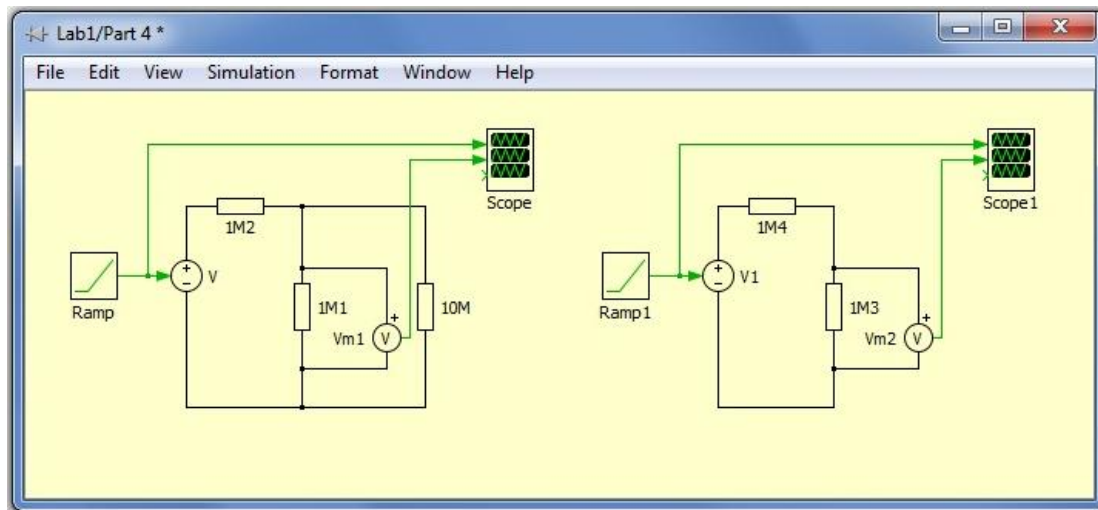 Lab1/Part 4 *
File Edit View Simulation Format Window Help
Scope
Scope1
1M2
1M4
+
V
-
+
V1
-
Ramp
1M1
+
10M
Vm1
V
Ramp1
1M3
+
Vm2
V